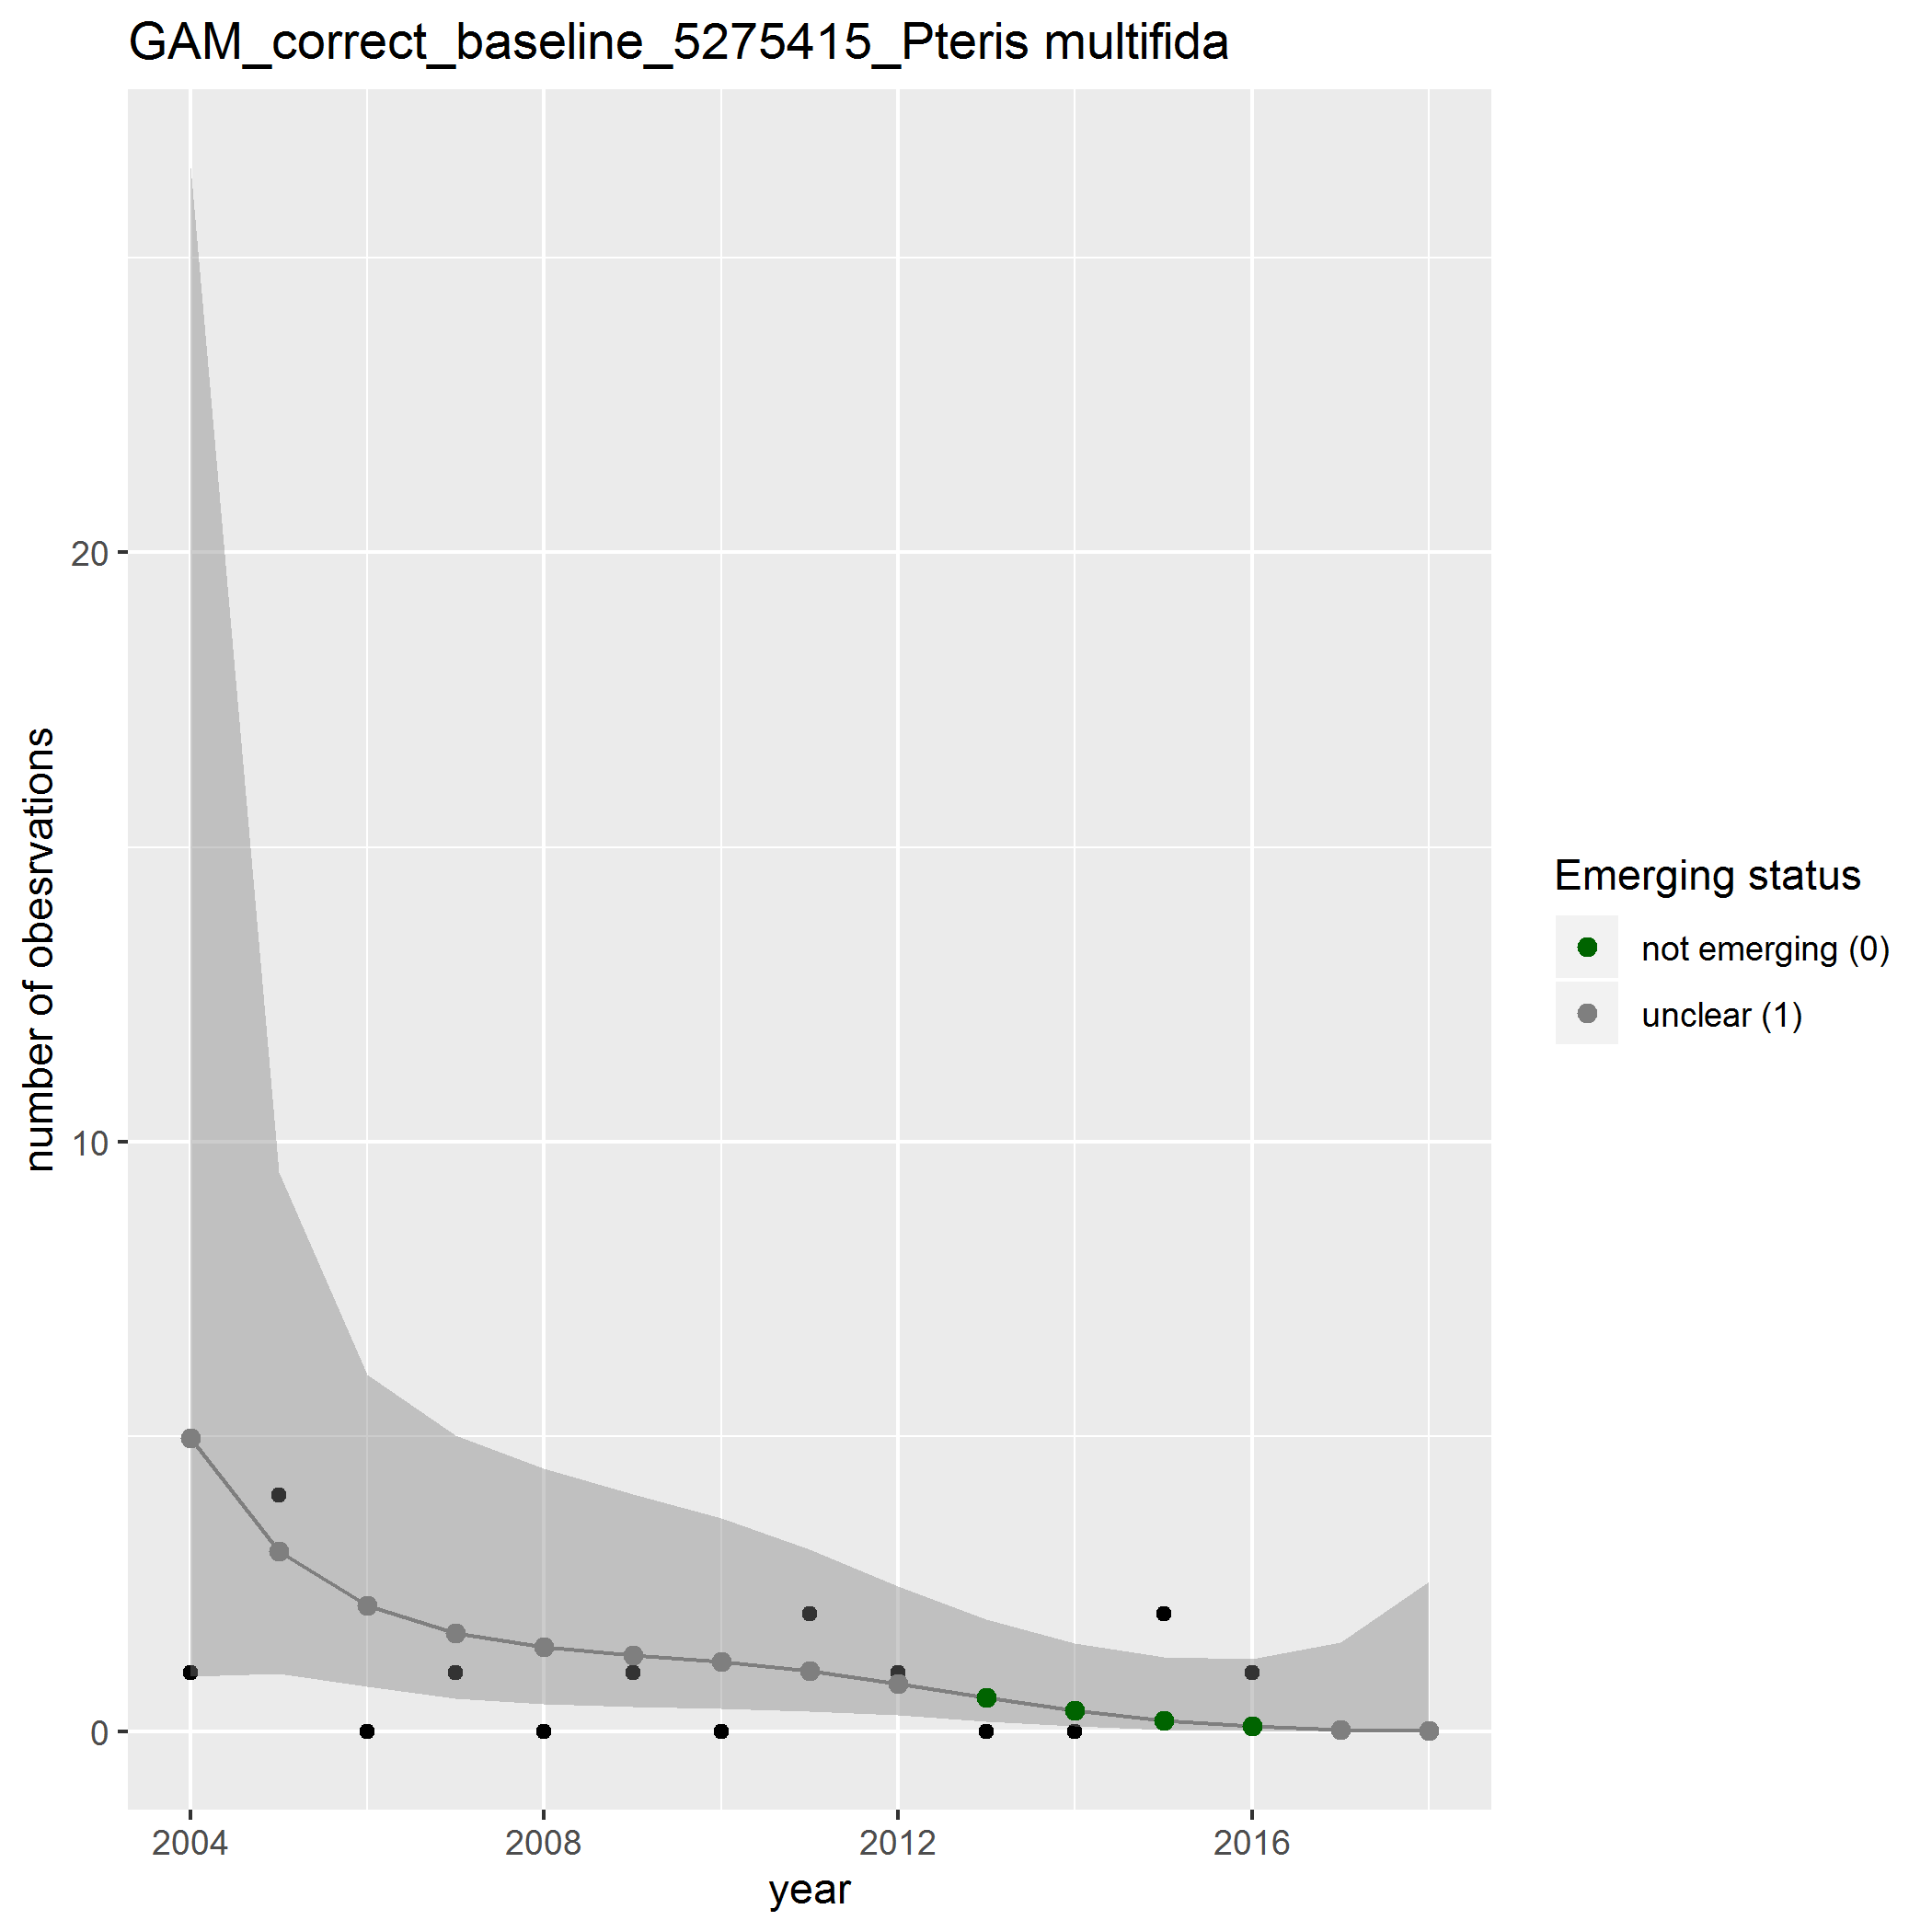 GAM_correct_baseline_5275415_Pteris multifida
number of obesrvations
20
10
0
2004
2008
2012
2016
year
Emerging status
not emerging (0)
unclear (1)